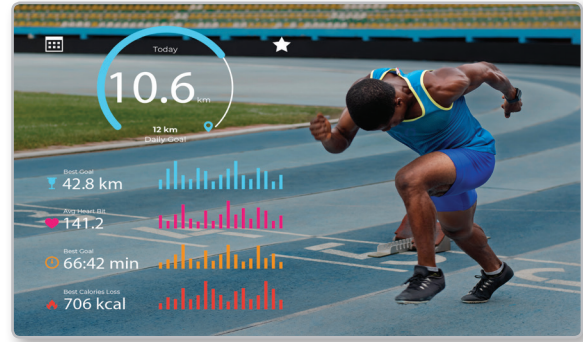 Today
10.6 km
12 km
Daily Goal
Best Goal
42.8 km
Avg Heart Bit
141.2
Best Goal
66:42 min
Best Calories Loss
706 kcal